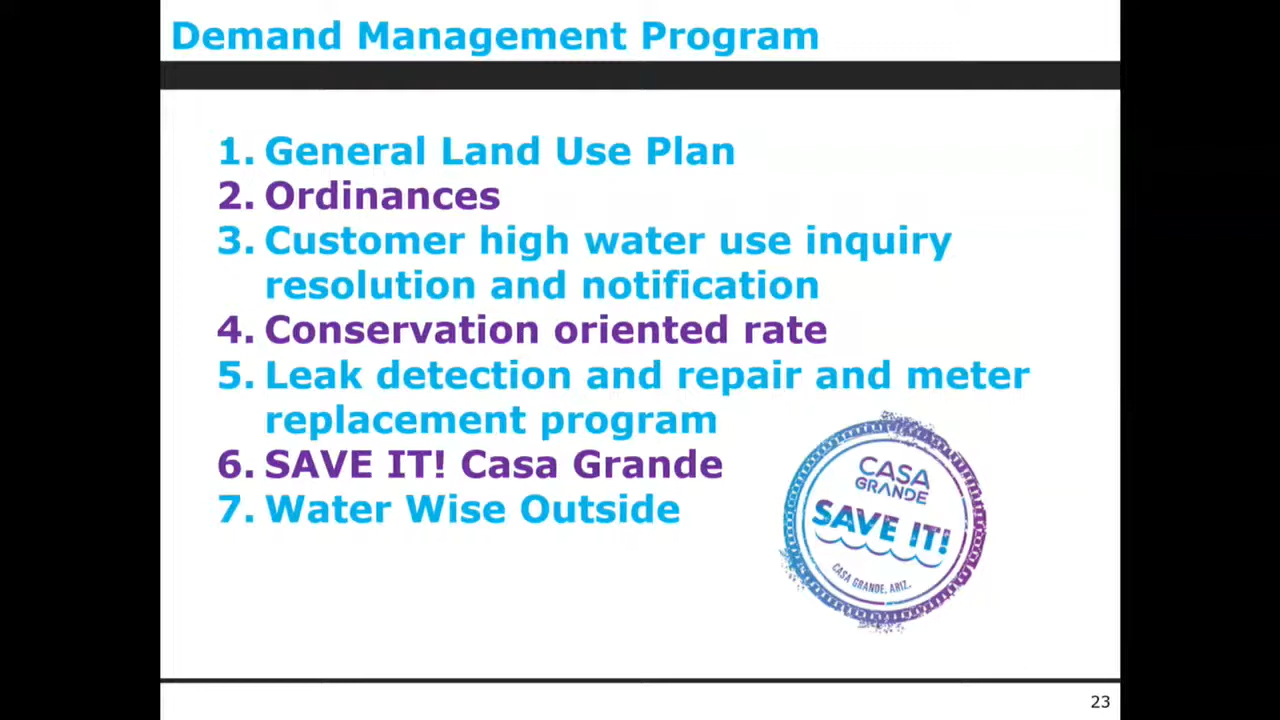 Demand Management Program
1. General Land Use Plan
2. Ordinances
3. Customer high water use inquiry
resolution and notification
4. Conservation oriented rate
5. Leak detection and repair and meter
replacement program
6. SAVE IT! Casa Grande
7. Water Wise Outside
CASA
GRANDE
SAVE IT!
CASA GRANDE, ARIZ.
23